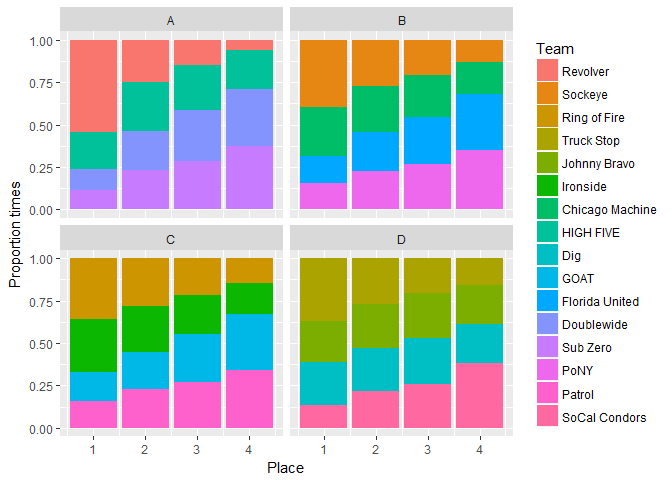 A
B
1.00
0.75
0.50
0.25
0.00
C
D
1.00
0.75
0.50
0.25
0.00
1 2 3 4
1 2 3 4
Place
Proportion times
Team
Revolver
Sockeye
Ring of Fire
Truck Stop
Johnny Bravo
Ironside
Chicago Machine
HIGH FIVE
Dig
GOAT
Florida United
Doublewide
Sub Zero
PoNY
Patrol
SoCal Condors